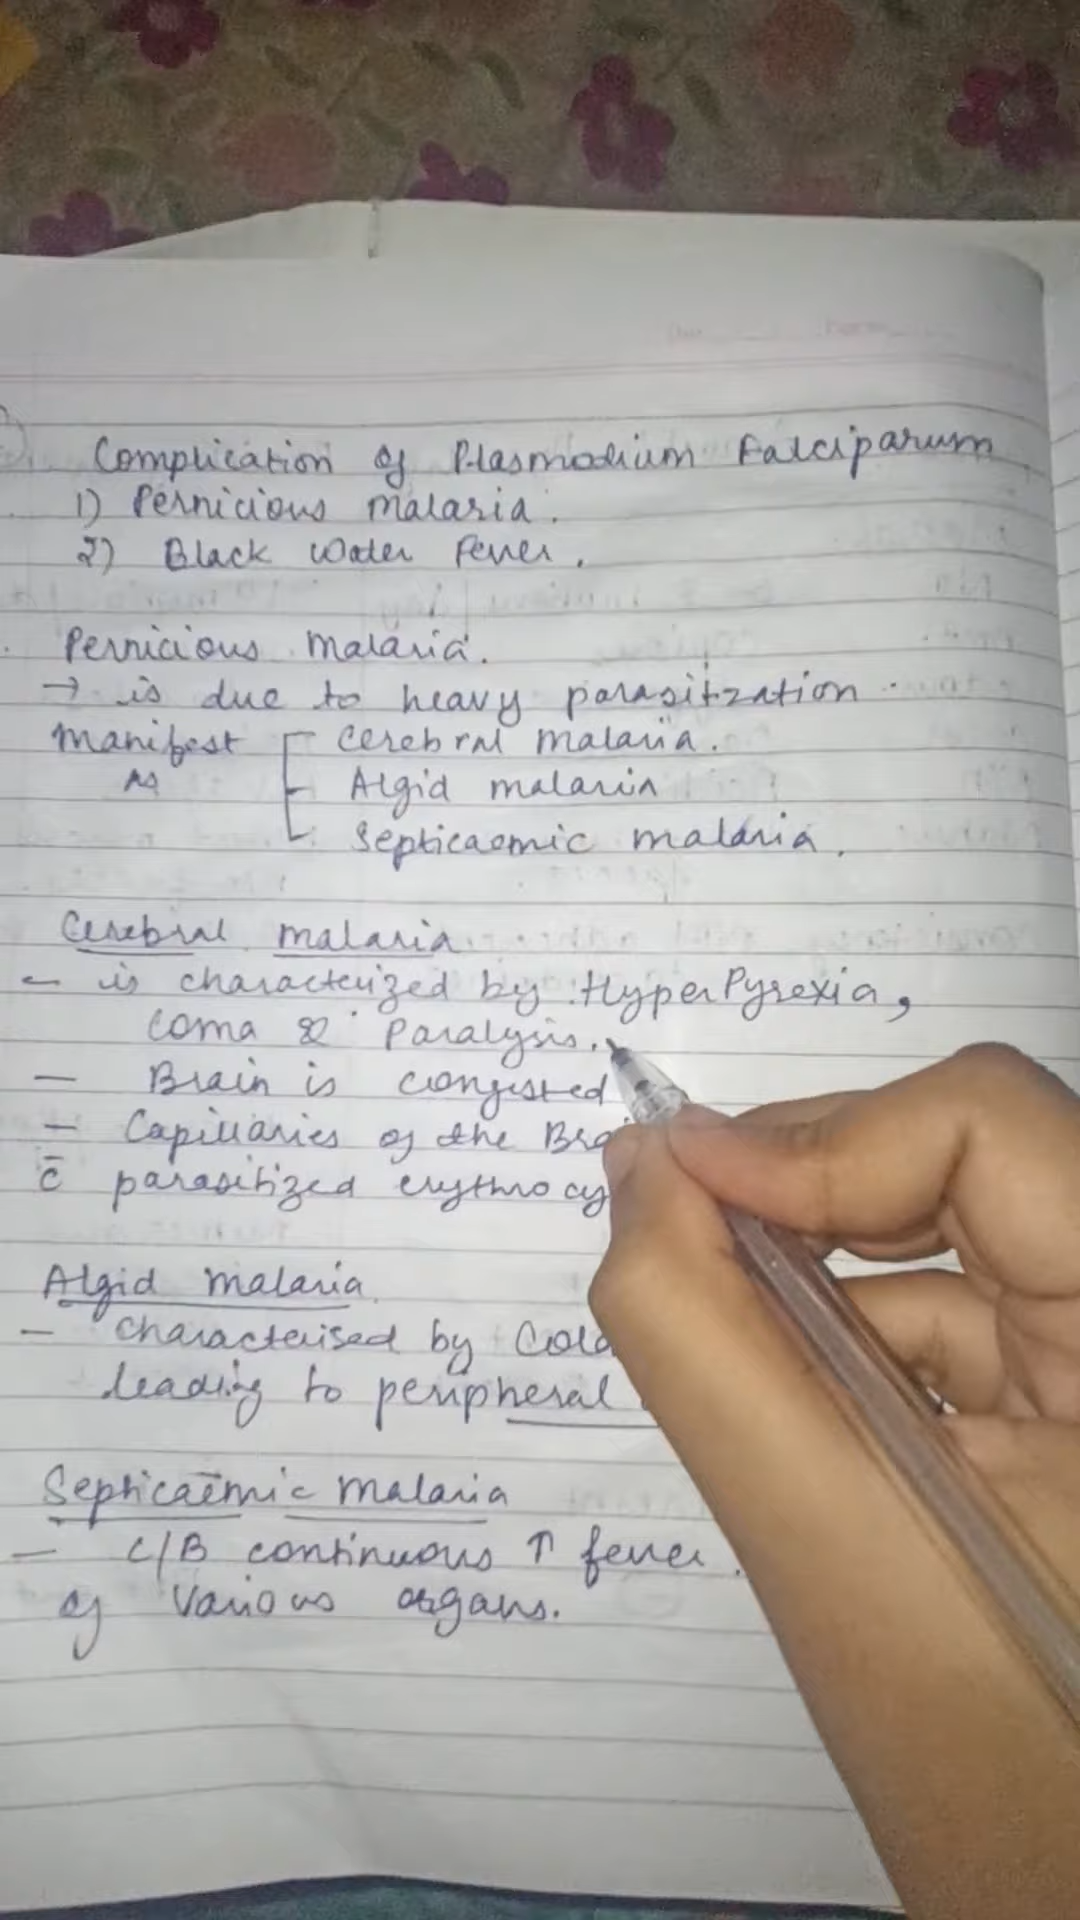 Complication of Plasmodium Falciparum
1) Pernicious malaria.
2) Black Water Fever.
Pernicious Malaria.
→ is due to heavy parasitzation
Manifest As
Cerebral Malaria.
Algid malaria
Septicaemic malaria.
Cerebral malaria
- is characterized by HyperPyrexia,
Coma & Paralysis.
- Brain is congested
- Capillaries of the
c̄ parasitized
Algid malaria
- characterised by
leading to peripheral
Septicaemic malaria
- C/B continuous ↑ fever.
of various organs.